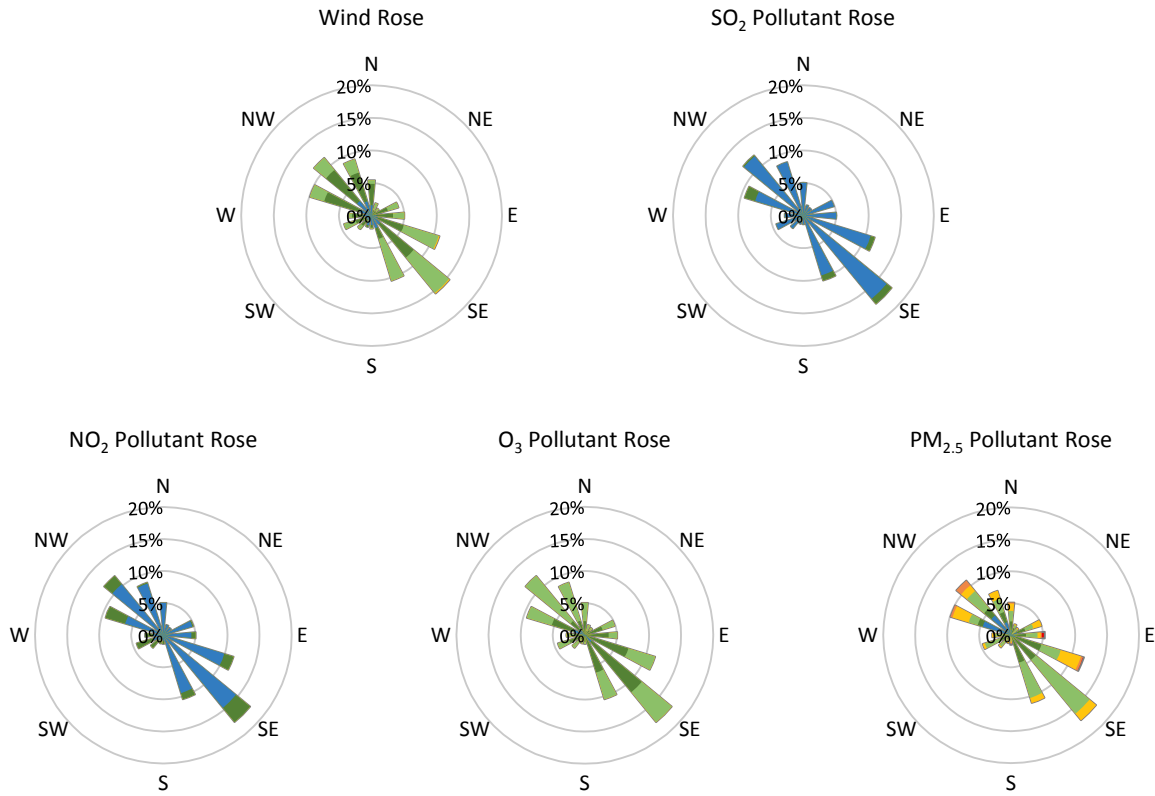 Wind Rose
N
NE
E
SE
S
SW
W
NW
20%
15%
10%
5%
0%
SO₂ Pollutant Rose
N
NE
E
SE
S
SW
W
NW
20%
15%
10%
5%
0%
NO₂ Pollutant Rose
N
NE
E
SE
S
SW
W
NW
20%
15%
10%
5%
0%
O₃ Pollutant Rose
N
NE
E
SE
S
SW
W
NW
20%
15%
10%
5%
0%
PM₂.₅ Pollutant Rose
N
NE
E
SE
S
SW
W
NW
20%
15%
10%
5%
0%